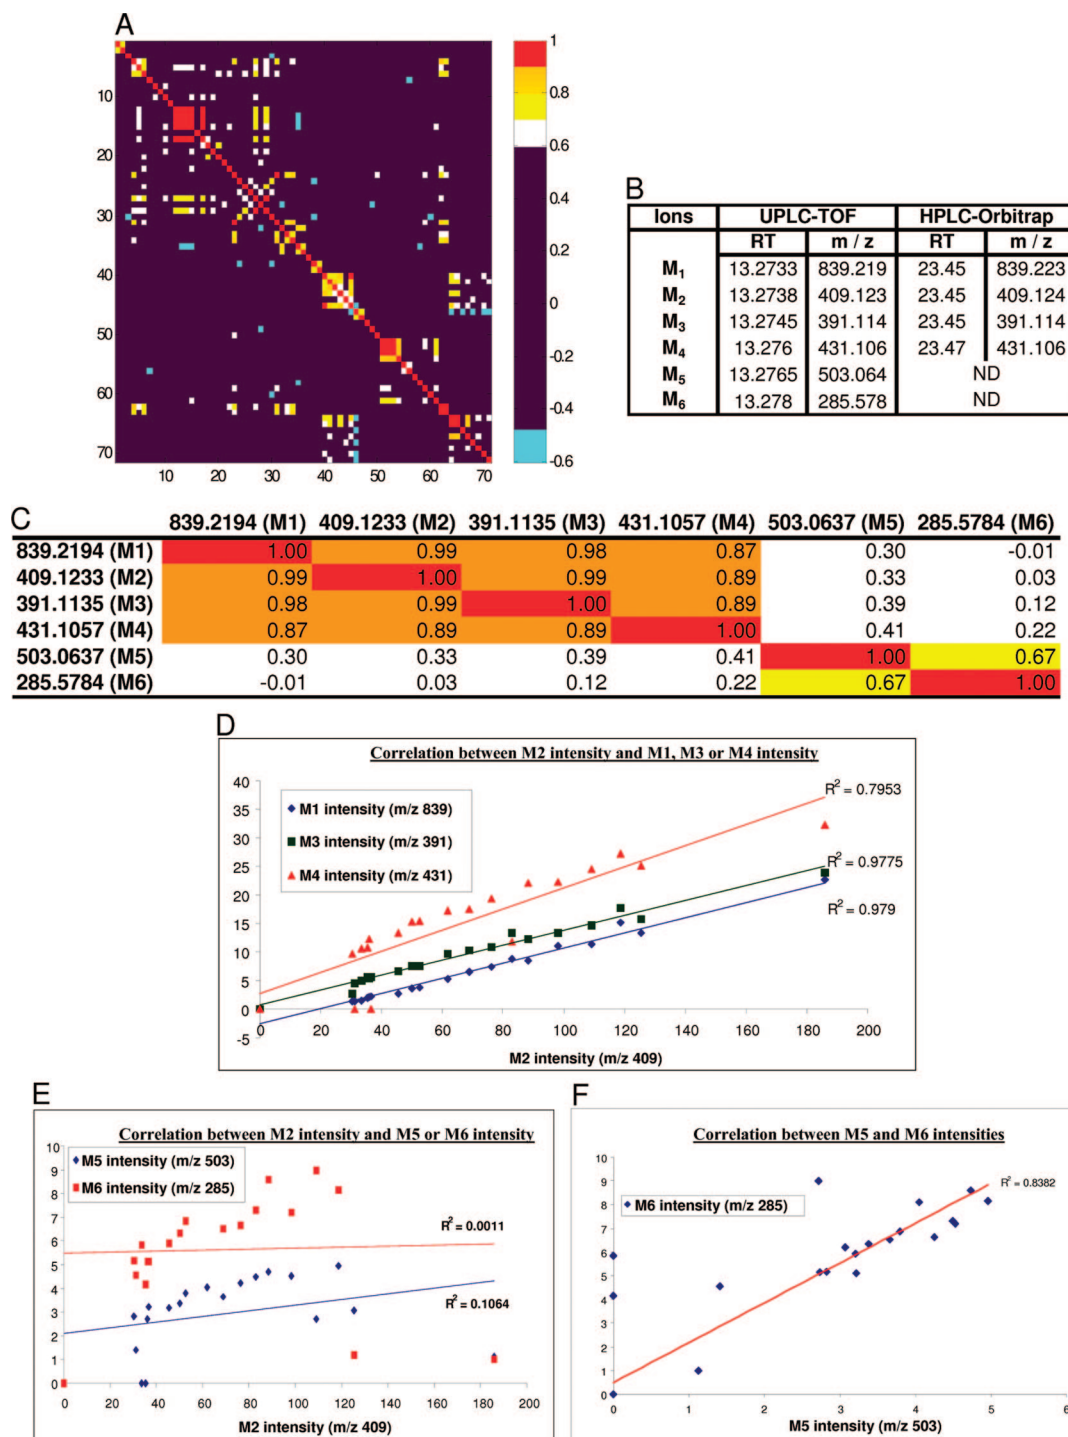 A
1
0.8
0.6
0.4
0.2
0
-0.2
-0.4
-0.6
10
20
30
40
50
60
70
10 20 30 40 50 60 70
B
Ions UPLC-TOF HPLC-Orbitrap
RT m / z RT m / z
M1 13.2733 839.219 23.45 839.223
M2 13.2738 409.123 23.45 409.124
M3 13.2745 391.114 23.45 391.114
M4 13.276 431.106 23.47 431.106
M5 13.2765 503.064 ND
M6 13.278 285.578 ND
C
839.2194 (M1) 409.1233 (M2) 391.1135 (M3) 431.1057 (M4) 503.0637 (M5) 285.5784 (M6)
839.2194 (M1) 1.00 0.99 0.98 0.87 0.30 -0.01
409.1233 (M2) 0.99 1.00 0.99 0.89 0.33 0.03
391.1135 (M3) 0.98 0.99 1.00 0.89 0.39 0.12
431.1057 (M4) 0.87 0.89 0.89 1.00 0.41 0.22
503.0637 (M5) 0.30 0.33 0.39 0.41 1.00 0.67
285.5784 (M6) -0.01 0.03 0.12 0.22 0.67 1.00
D
Correlation between M2 intensity and M1, M3 or M4 intensity
40
35
30
25
20
15
10
5
0
-5
M1 intensity (m/z 839)
M3 intensity (m/z 391)
M4 intensity (m/z 431)
R2 = 0.7953
R2 = 0.9775
R2 = 0.979
0 20 40 60 80 100 120 140 160 180 200
M2 intensity (m/z 409)
E
Correlation between M2 intensity and M5 or M6 intensity
10
9
8
7
6
5
4
3
2
1
0
M5 intensity (m/z 503)
M6 intensity (m/z 285)
R2 = 0.0011
R2 = 0.1064
0 20 40 60 80 100 120 140 160 180 200
M2 intensity (m/z 409)
F
Correlation between M5 and M6 intensities
10
9
8
7
6
5
4
3
2
1
0
M6 intensity (m/z 285)
R2 = 0.8382
0 1 2 3 4 5 6
M5 intensity (m/z 503)